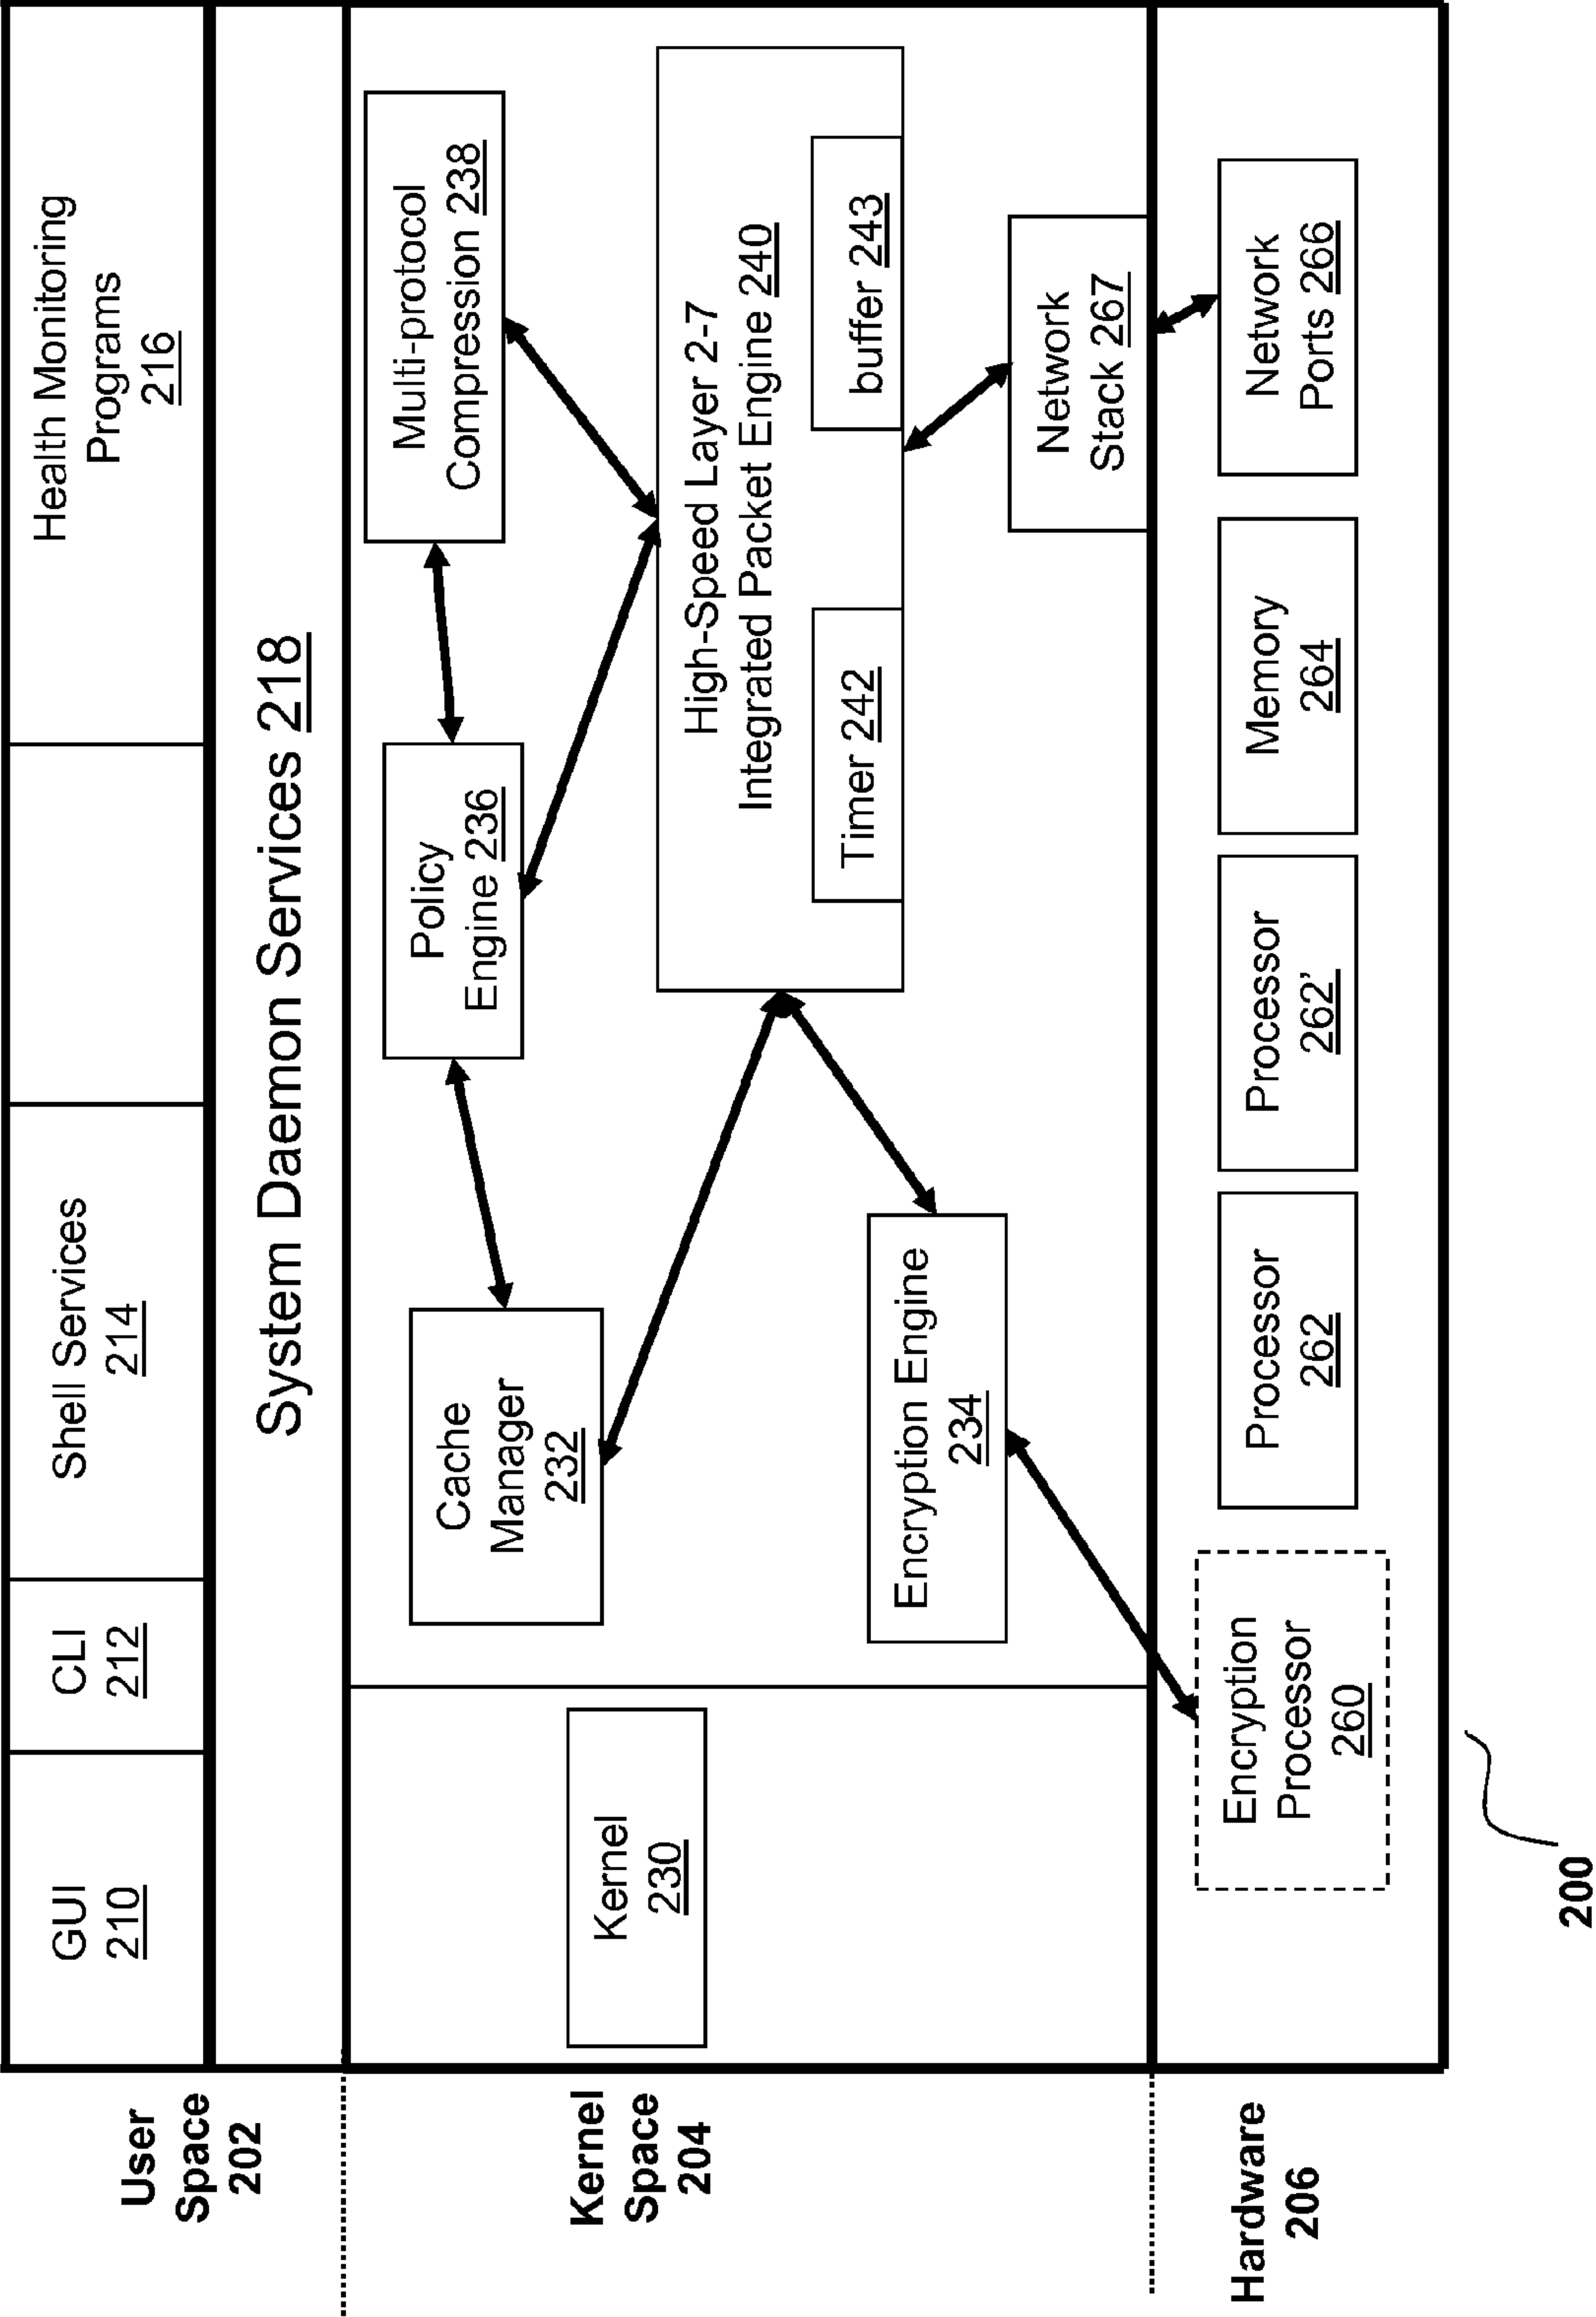 User
Space
202
GUI
210
CLI
212
Shell Services
214
Health Monitoring
Programs
216
System Daemon Services 218
Kernel
Space
204
Kernel
230
Cache
Manager
232
Policy
Engine 236
Multi-protocol
Compression 238
High-Speed Layer 2-7
Integrated Packet Engine 240
Timer 242
buffer 243
Encryption Engine
234
Network
Stack 267
Hardware
206
Encryption
Processor
260
Processor
262
Processor
262'
Memory
264
Network
Ports 266
200